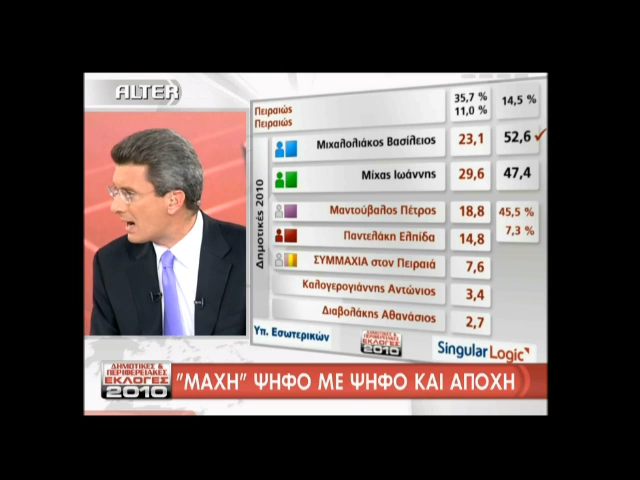 ALTER
Πειραιώς 35,7 % 14,5 %
Πειραιώς 11,0 %
Δημοτικές 2010
Μιχαλολιάκος Βασίλειος 23,1 52,6
Μίχας Ιωάννης 29,6 47,4
Μαντούβαλος Πέτρος 18,8 45,5 %
Παντελάκη Ελπίδα 14,8 7,3 %
ΣΥΜΜΑΧΙΑ στον Πειραιά 7,6
Καλογερογιάννης Αντώνιος 3,4
Διαβολάκης Αθανάσιος 2,7
Υπ. Εσωτερικών
ΔΗΜΟΤΙΚΕΣ &
ΠΕΡΙΦΕΡΕΙΑΚΕΣ
ΕΚΛΟΓΕΣ
2010
SingularLogic
ΔΗΜΟΤΙΚΕΣ &
ΠΕΡΙΦΕΡΕΙΑΚΕΣ
ΕΚΛΟΓΕΣ
2010
"ΜΑΧΗ" ΨΗΦΟ ΜΕ ΨΗΦΟ ΚΑΙ ΑΠΟΧΗ